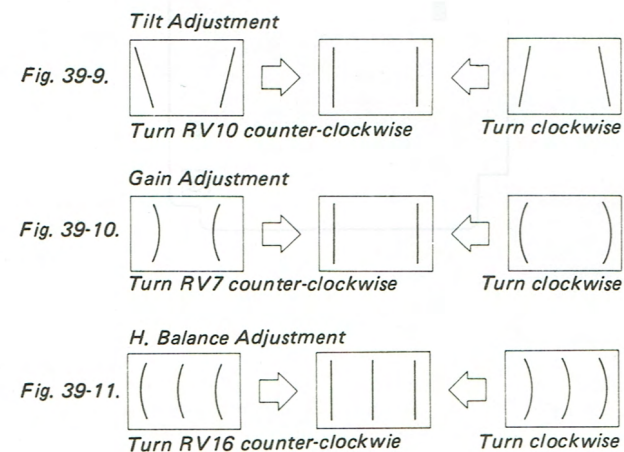 Tilt Adjustment
Fig. 39-9.
Turn RV10 counter-clockwise Turn clockwise
Gain Adjustment
Fig. 39-10.
Turn RV7 counter-clockwise Turn clockwise
H. Balance Adjustment
Fig. 39-11.
Turn RV16 counter-clockwie Turn clockwise